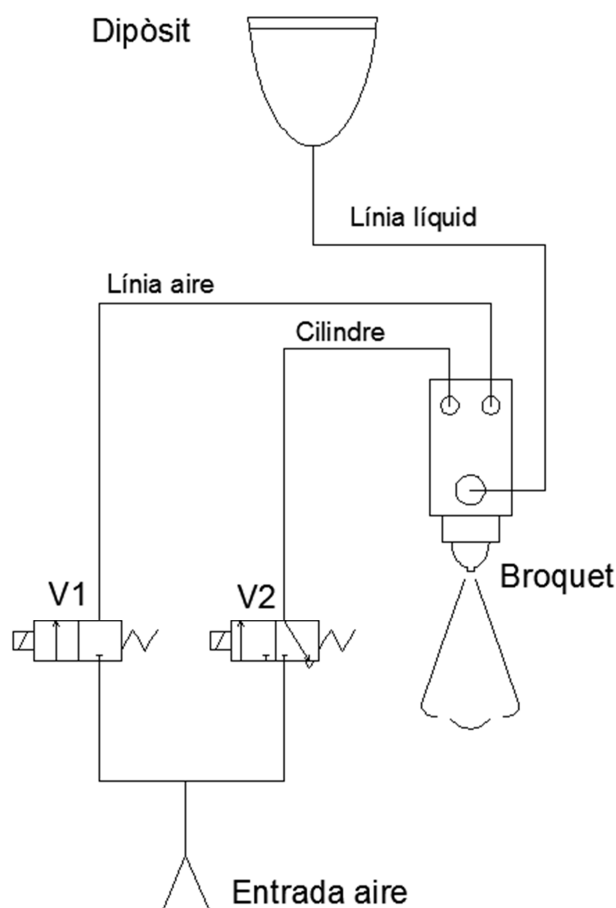 Dipòsit
Línia líquid
Línia aire
Cilindre
Broquet
V1
V2
Entrada aire